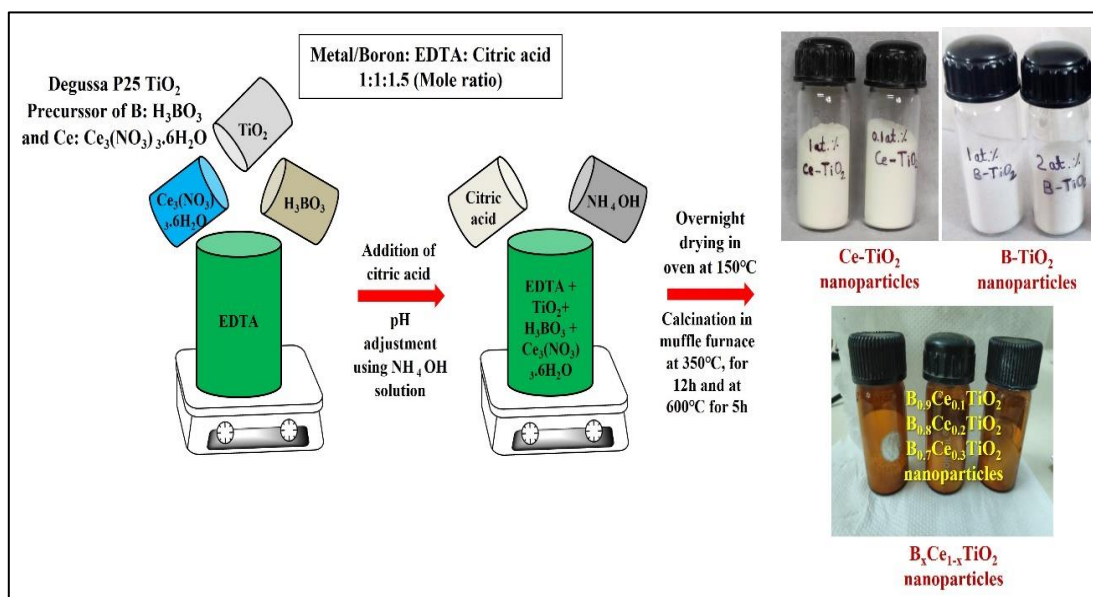 Metal/Boron: EDTA: Citric acid
1:1:1.5 (Mole ratio)
Degussa P25 TiO₂
Precurssor of B: H₃BO₃
and Ce: Ce₃(NO₃)₃.6H₂O
TiO₂
Ce₃(NO₃)
₃.6H₂O
H₃BO₃
EDTA
Addition of
citric acid
pH
adjustment
using NH₄OH
solution
Citric
acid
NH₄OH
EDTA +
TiO₂+
H₃BO₃ +
Ce₃(NO₃)
₃.6H₂O
Overnight
drying in
oven at 150℃
Calcination in
muffle furnace
at 350℃, for
12h and at
600℃ for 5h
1at.%
Ce-TiO₂
0.1at.%
Ce-TiO₂
1at.%
B-TiO₂
2at.%
B-TiO₂
Ce-TiO₂
nanoparticles
B-TiO₂
nanoparticles
B₀.₉Ce₀.₁TiO₂
B₀.₈Ce₀.₂TiO₂
B₀.₇Ce₀.₃TiO₂
nanoparticles
BₓCe₁₋ₓTiO₂
nanoparticles